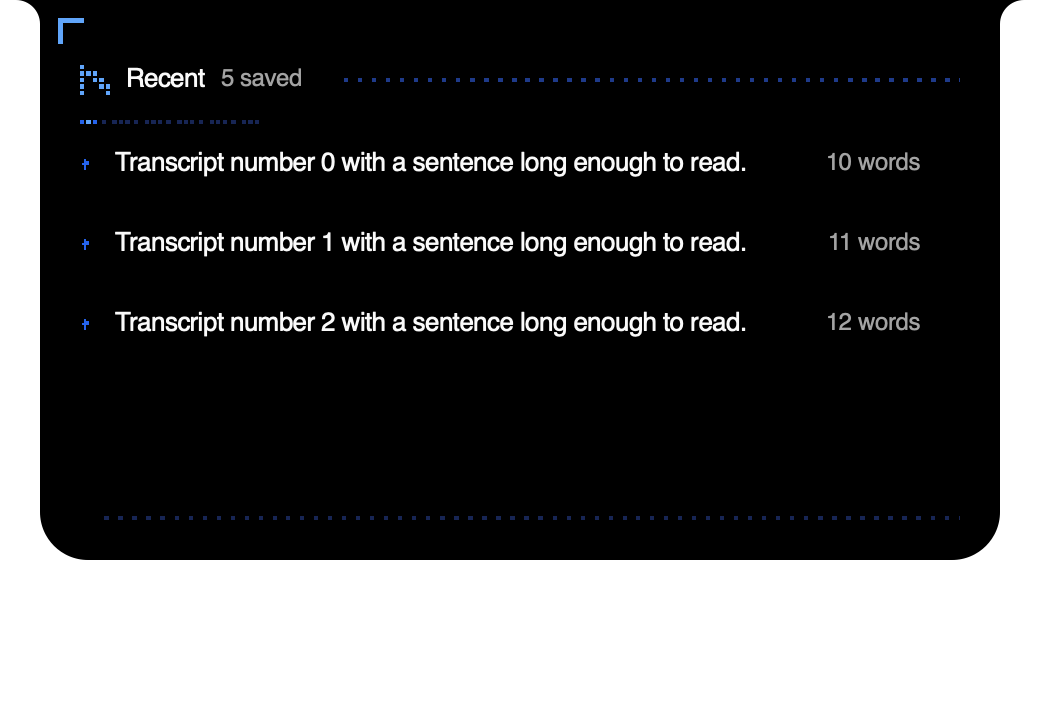 Recent 5 saved
Transcript number 0 with a sentence long enough to read. 10 words
Transcript number 1 with a sentence long enough to read. 11 words
Transcript number 2 with a sentence long enough to read. 12 words